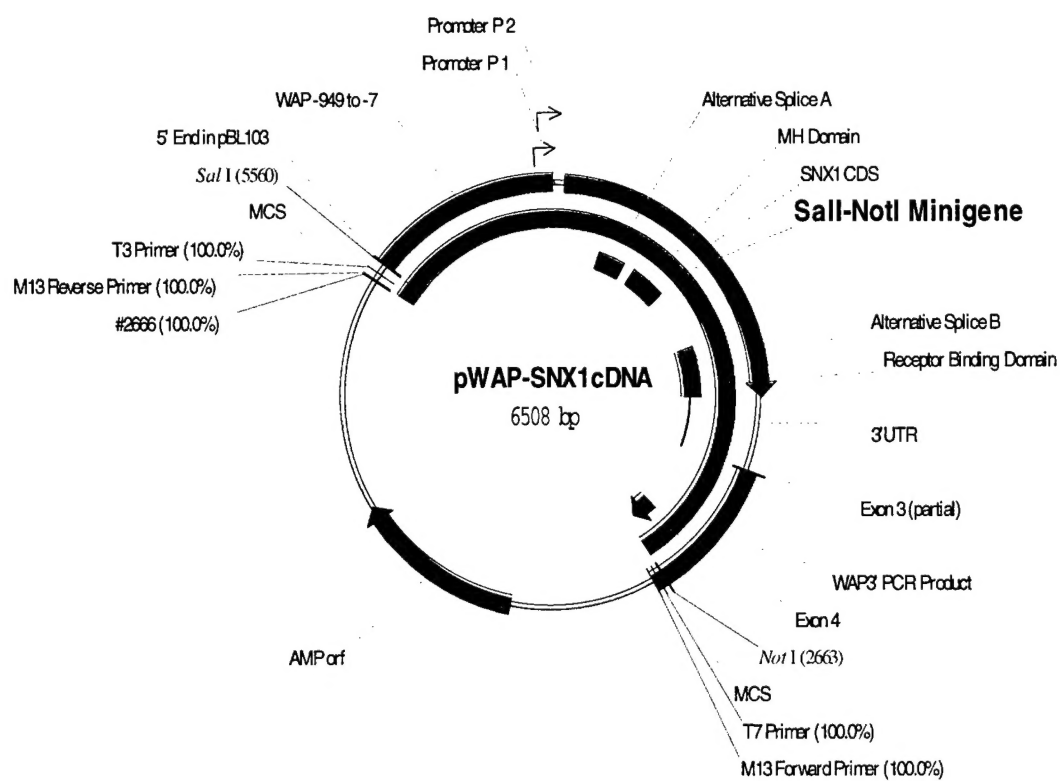 Promoter P2
Promoter P1
WAP -949 to -7
5' End in pBL103
Sal I (5560)
MCS
T3 Primer (100.0%)
M13 Reverse Primer (100.0%)
#2666 (100.0%)
Alternative Splice A
MH Domain
SNX1 CDS
SalI-NotI Minigene
Alternative Splice B
Receptor Binding Domain
3'UTR
Exon 3 (partial)
WAP3' PCR Product
Exon 4
Not I (2663)
MCS
T7 Primer (100.0%)
M13 Forward Primer (100.0%)
AMP orf
pWAP-SNX1cDNA
6508 bp